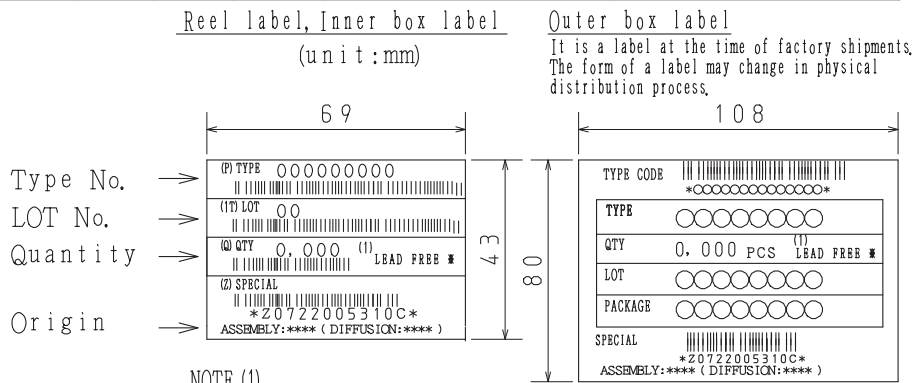 Reel label, Inner box label
(unit:mm)
Outer box label
It is a label at the time of factory shipments.
The form of a label may change in physical
distribution process.
69
108
Type No.
LOT No.
Quantity
Origin
(P) TYPE OOOOOOOOO
(1T) LOT OO
(Q) QTY 0,000 (1) LEAD FREE *
(Z) SPECIAL
*Z0722005310C*
ASSEMBLY:**** (DIFFUSION:****)
43
80
TYPE CODE
*OOOOOOOOOOOOOO*
TYPE OOOOOOOO
QTY 0,000 PCS (1) LEAD FREE *
LOT OOOOOOOO
PACKAGE OOOOOOOO
SPECIAL
*Z0722005310C*
ASSEMBLY:**** (DIFFUSION:****)
NOTE (1)